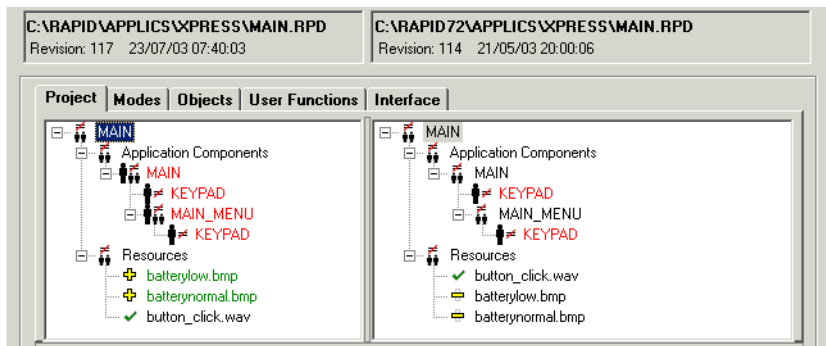 C:\RAPID\APPLICS\XPRESS\MAIN.RPD
Revision: 117 23/07/03 07:40:03
C:\RAPID72\APPLICS\XPRESS\MAIN.RPD
Revision: 114 21/05/03 20:00:06
Project Modes Objects User Functions Interface
MAIN
Application Components
MAIN
KEYPAD
MAIN_MENU
KEYPAD
Resources
batterylow.bmp
batterynormal.bmp
button_click.wav
MAIN
Application Components
MAIN
KEYPAD
MAIN_MENU
KEYPAD
Resources
button_click.wav
batterylow.bmp
batterynormal.bmp